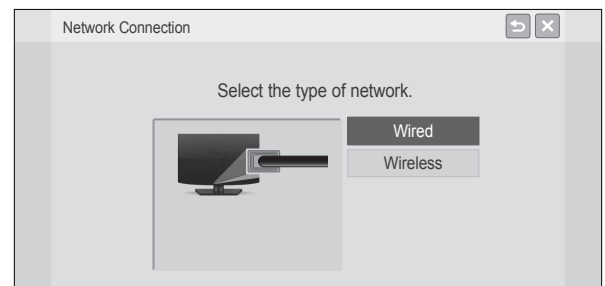 Network Connection
Select the type of network.
Wired
Wireless